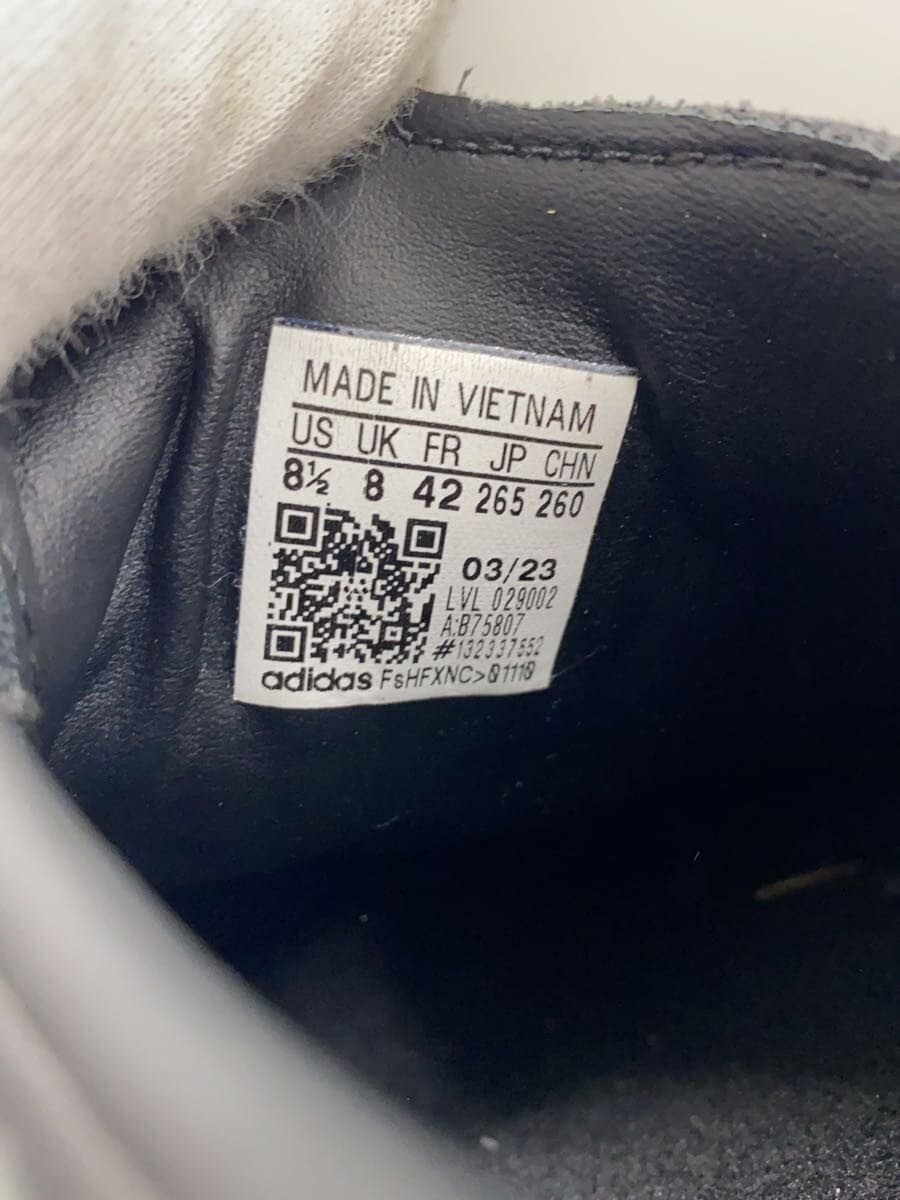 MADE IN VIETNAM
US UK FR JP CHN
8½ 8 42 265 260
03/23
LVL 029002
A:B75807
#132337552
adidas FsHFXNC>01110